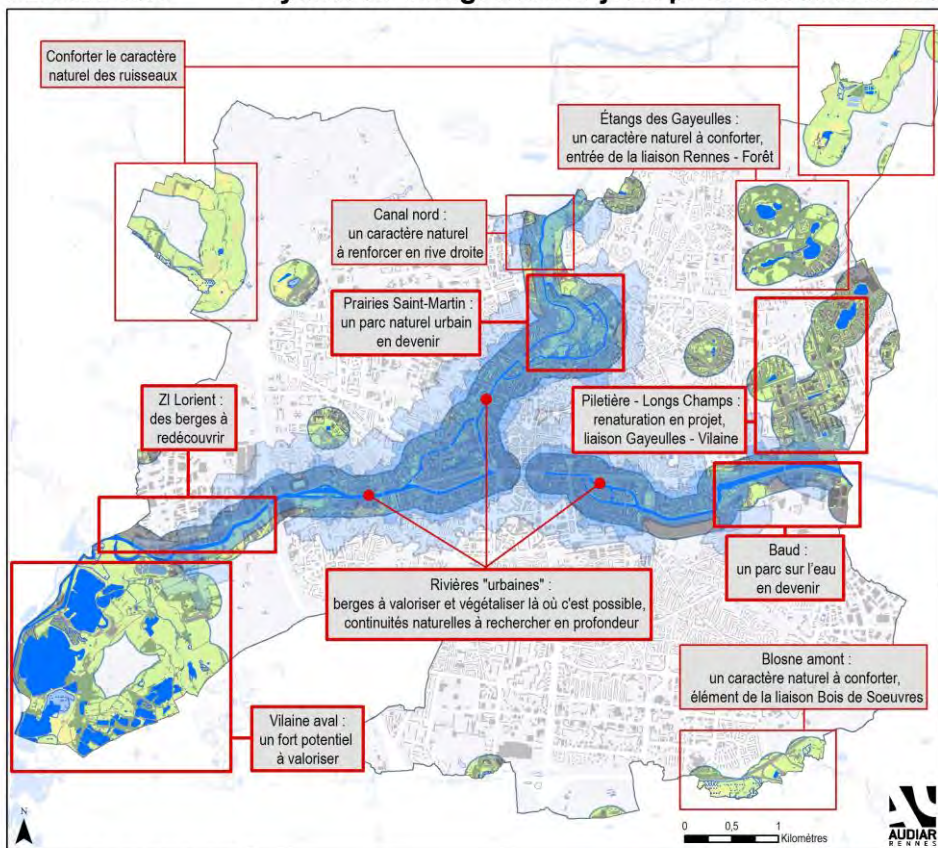 Conforter le caractère
naturel des ruisseaux
Étangs des Gayeulles :
un caractère naturel à conforter,
entrée de la liaison Rennes - Forêt
Canal nord :
un caractère naturel
à renforcer en rive droite
Prairies Saint-Martin :
un parc naturel urbain
en devenir
ZI Lorient :
des berges à
redécouvrir
Piletière - Longs Champs :
renaturation en projet,
liaison Gayeulles - Vilaine
Baud :
un parc sur l'eau
en devenir
Rivières "urbaines" :
berges à valoriser et végétaliser là où c'est possible,
continuités naturelles à rechercher en profondeur
Blosne amont :
un caractère naturel à conforter,
élément de la liaison Bois de Soeuvres
Vilaine aval :
un fort potentiel
à valoriser
N
0 0,5 1
Kilomètres
AUDIAR
RENNES